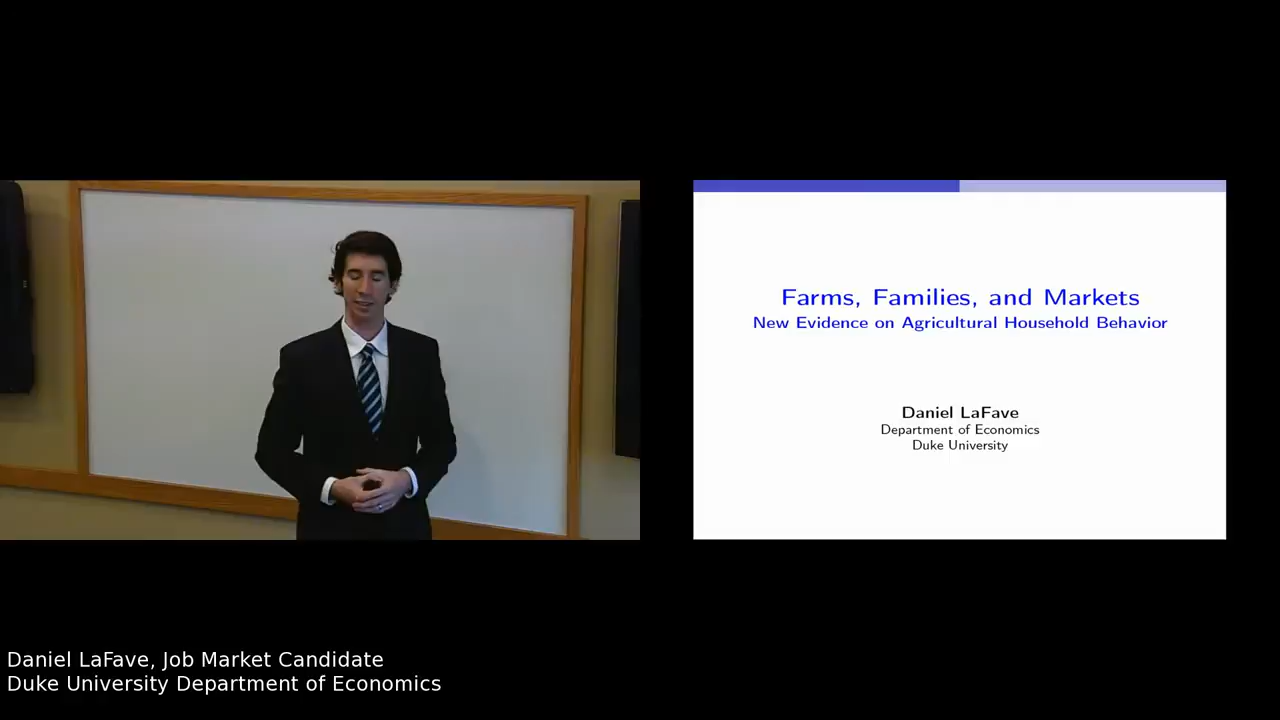 Farms, Families, and Markets
New Evidence on Agricultural Household Behavior
Daniel LaFave
Department of Economics
Duke University
Daniel LaFave, Job Market Candidate
Duke University Department of Economics